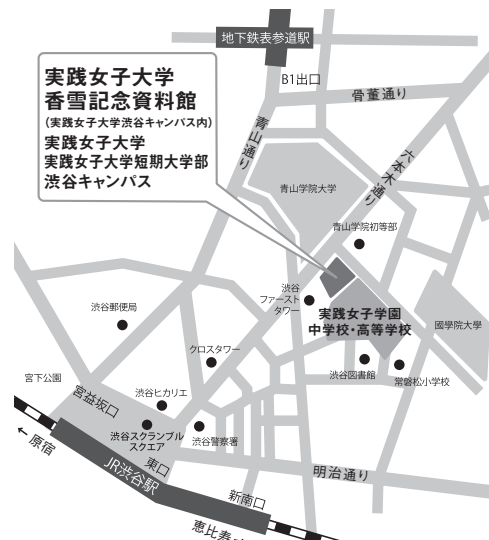 地下鉄表参道駅
B1出口
骨董通り
実践女子大学
香雪記念資料館
(実践女子大学渋谷キャンパス内)
実践女子大学
実践女子大学短期大学部
渋谷キャンパス
青山通り
六本木通り
青山学院大学
青山学院初等部
渋谷
ファースト
タワー
実践女子学園
中学校・高等学校
國學院大學
渋谷郵便局
クロスタワー
渋谷図書館
常磐松小学校
宮下公園
宮益坂口
渋谷ヒカリエ
渋谷スクランブル
スクエア
渋谷警察署
← 原宿
JR渋谷駅
東口
明治通り
新南口
恵比寿